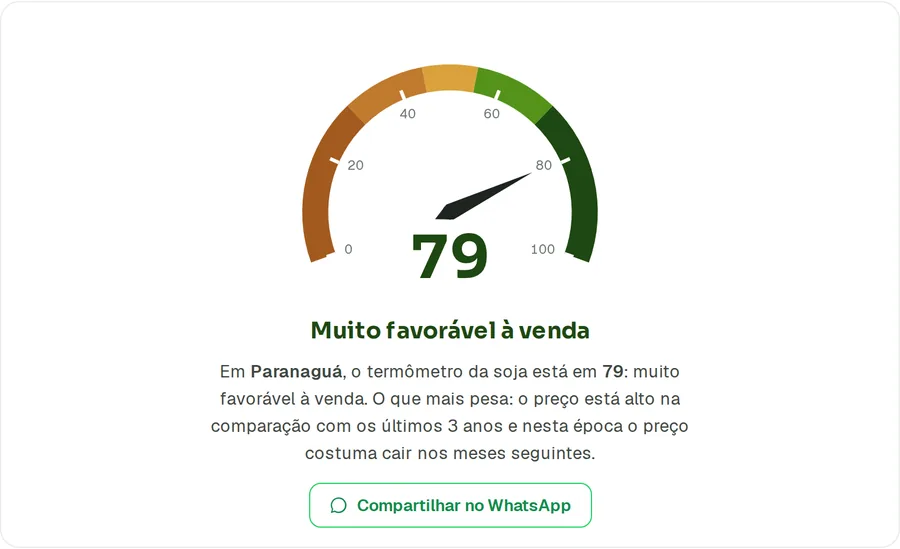 0
20
40
60
80
100
79
Muito favorável à venda
Em Paranaguá, o termômetro da soja está em 79: muito
favorável à venda. O que mais pesa: o preço está alto na
comparação com os últimos 3 anos e nesta época o preço
costuma cair nos meses seguintes.
Compartilhar no WhatsApp